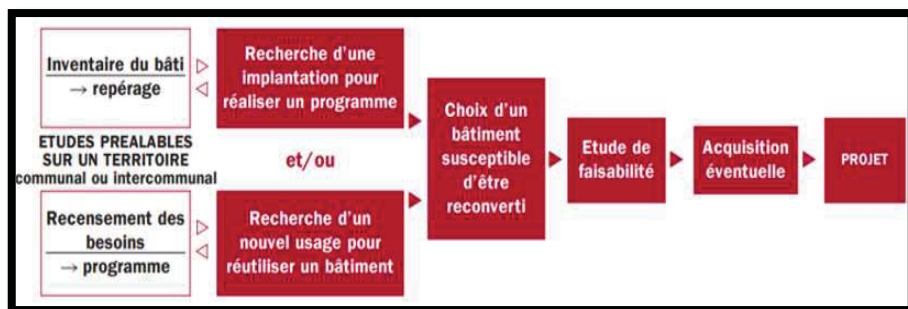 Inventaire du bâti
→ repérage
Recherche d'une
implantation pour
réaliser un programme
ETUDES PREALABLES
SUR UN TERRITOIRE
communal ou intercommunal
et/ou
Recensement des
besoins
→ programme
Recherche d'un
nouvel usage pour
réutiliser un bâtiment
Choix d'un
bâtiment
susceptible
d'être
reconverti
Etude de
faisabilité
Acquisition
éventuelle
PROJET